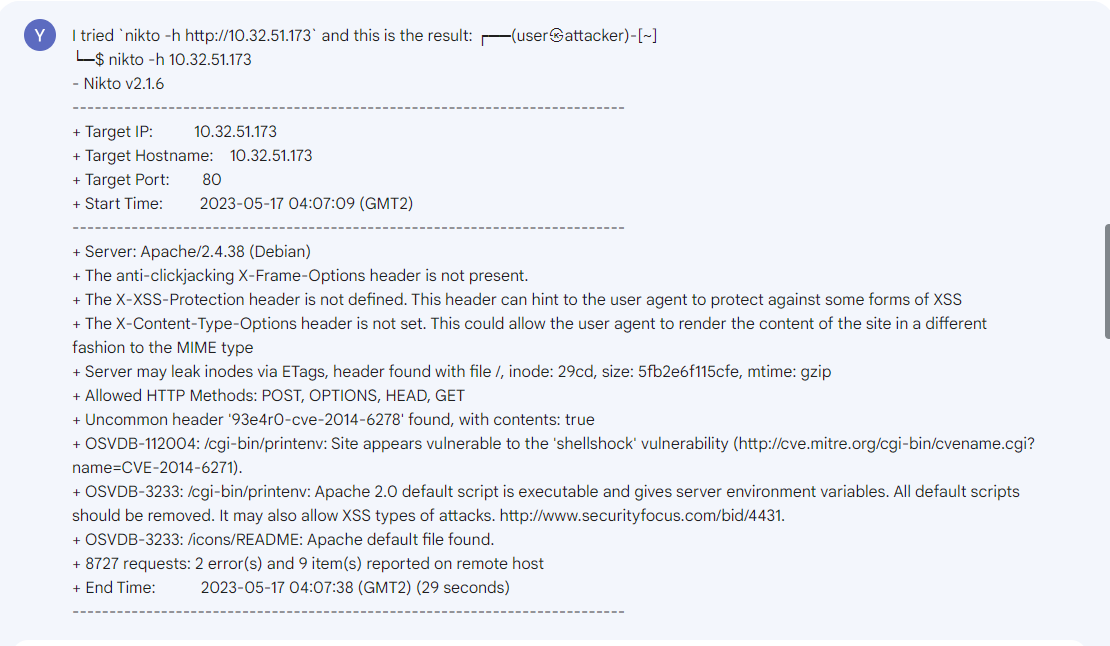 Y
I tried `nikto -h http://10.32.51.173` and this is the result: ┌──(user㉿attacker)-[~]
└─$ nikto -h 10.32.51.173
- Nikto v2.1.6
---------------------------------------------------------------------------
+ Target IP: 10.32.51.173
+ Target Hostname: 10.32.51.173
+ Target Port: 80
+ Start Time: 2023-05-17 04:07:09 (GMT2)
---------------------------------------------------------------------------
+ Server: Apache/2.4.38 (Debian)
+ The anti-clickjacking X-Frame-Options header is not present.
+ The X-XSS-Protection header is not defined. This header can hint to the user agent to protect against some forms of XSS
+ The X-Content-Type-Options header is not set. This could allow the user agent to render the content of the site in a different
fashion to the MIME type
+ Server may leak inodes via ETags, header found with file /, inode: 29cd, size: 5fb2e6f115cfe, mtime: gzip
+ Allowed HTTP Methods: POST, OPTIONS, HEAD, GET
+ Uncommon header '93e4r0-cve-2014-6278' found, with contents: true
+ OSVDB-112004: /cgi-bin/printenv: Site appears vulnerable to the 'shellshock' vulnerability (http://cve.mitre.org/cgi-bin/cvename.cgi?
name=CVE-2014-6271).
+ OSVDB-3233: /cgi-bin/printenv: Apache 2.0 default script is executable and gives server environment variables. All default scripts
should be removed. It may also allow XSS types of attacks. http://www.securityfocus.com/bid/4431.
+ OSVDB-3233: /icons/README: Apache default file found.
+ 8727 requests: 2 error(s) and 9 item(s) reported on remote host
+ End Time: 2023-05-17 04:07:38 (GMT2) (29 seconds)
---------------------------------------------------------------------------